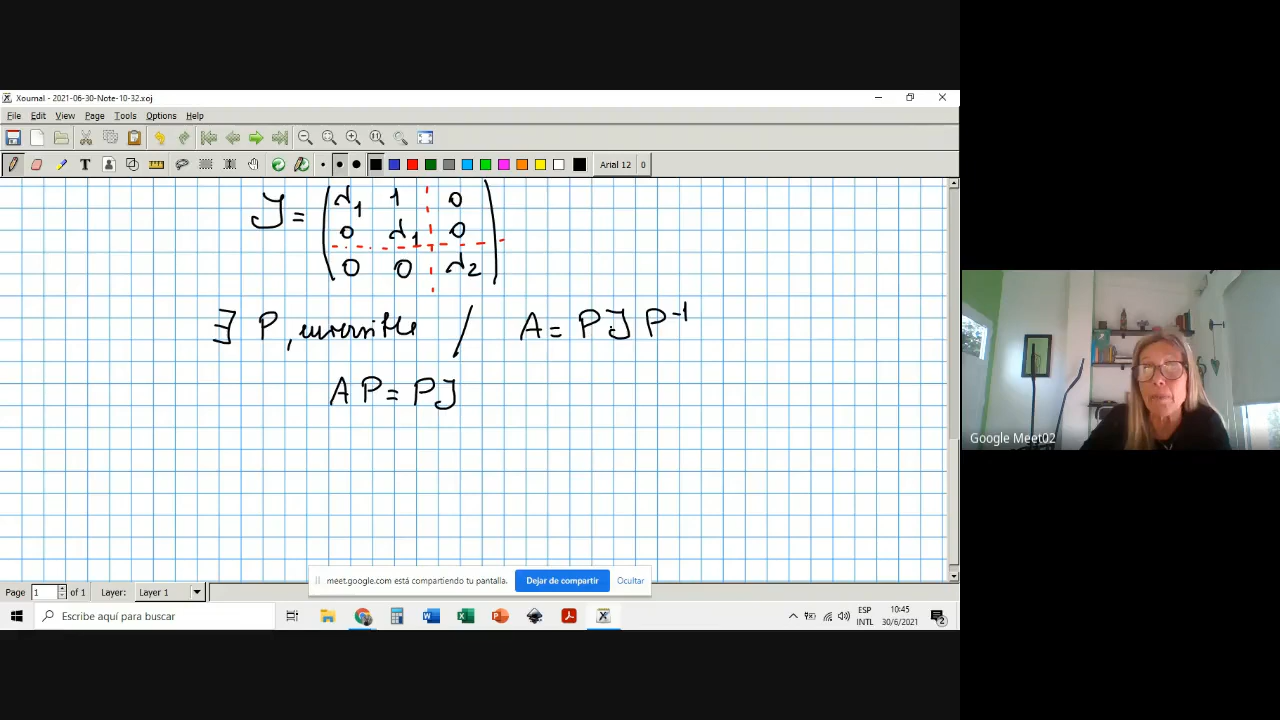 Xournal - 2021-06-30-Note-10-32.xoj
File Edit View Page Tools Options Help
Arial 12 0
J = ( λ1 1 0
0 λ1 0
0 0 λ2 )
∃ P, inversible / A = P J P^-1
A P = P J
Google Meet02
meet.google.com está compartiendo tu pantalla. Dejar de compartir Ocultar
Page 1 of 1 Layer: Layer 1
Escribe aquí para buscar
ESP 10:45
INTL 30/6/2021
2